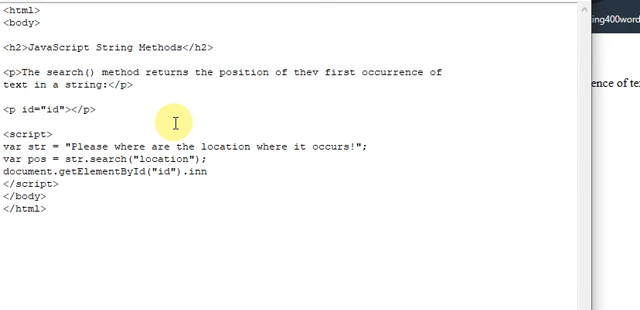 <html>
<body>
<h2>JavaScript String Methods</h2>
<p>The search() method returns the position of thev first occurrence of
text in a string:</p>
<p id="id"></p>
<script>
var str = "Please where are the location where it occurs!";
var pos = str.search("location");
document.getElementById("id").inn
</script>
</body>
</html>
ing400word
ence of te